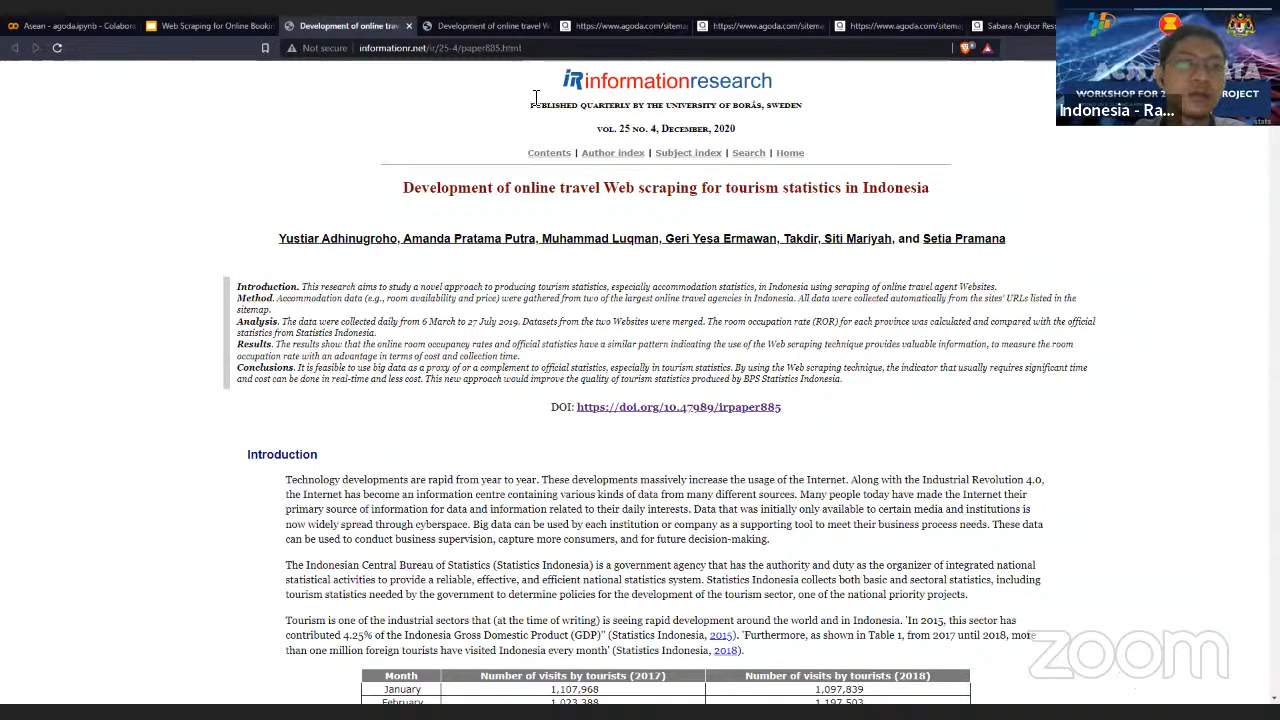 Asean - agoda.ipynb - Colabora
Web Scraping for Online Bookin
Development of online trave
Development of online travel W
https://www.agoda.com/sitema
https://www.agoda.com/sitema
https://www.agoda.com/sitema
Sabara Angkor Res
Not secure informationr.net/ir/25-4/paper885.html
WORKSHOP FOR 2
PROJECT
Indonesia - Ra...
stats
informationresearch
PUBLISHED QUARTERLY BY THE UNIVERSITY OF BORÅS, SWEDEN
VOL. 25 NO. 4, DECEMBER, 2020
Contents | Author index | Subject index | Search | Home
Development of online travel Web scraping for tourism statistics in Indonesia
Yustiar Adhinugroho, Amanda Pratama Putra, Muhammad Luqman, Geri Yesa Ermawan, Takdir, Siti Mariyah, and Setia Pramana
Introduction. This research aims to study a novel approach to producing tourism statistics, especially accommodation statistics, in Indonesia using scraping of online travel agent Websites.
Method. Accommodation data (e.g., room availability and price) were gathered from two of the largest online travel agencies in Indonesia. All data were collected automatically from the sites' URLs listed in the
sitemap.
Analysis. The data were collected daily from 6 March to 27 July 2019. Datasets from the two Websites were merged. The room occupation rate (ROR) for each province was calculated and compared with the official
statistics from Statistics Indonesia.
Results. The results show that the online room occupancy rates and official statistics have a similar pattern indicating the use of the Web scraping technique provides valuable information, to measure the room
occupation rate with an advantage in terms of cost and collection time.
Conclusions. It is feasible to use big data as a proxy of or a complement to official statistics, especially in tourism statistics. By using the Web scraping technique, the indicator that usually requires significant time
and cost can be done in real-time and less cost. This new approach would improve the quality of tourism statistics produced by BPS Statistics Indonesia.
DOI: https://doi.org/10.47989/irpaper885
Introduction
Technology developments are rapid from year to year. These developments massively increase the usage of the Internet. Along with the Industrial Revolution 4.0,
the Internet has become an information centre containing various kinds of data from many different sources. Many people today have made the Internet their
primary source of information for data and information related to their daily interests. Data that was initially only available to certain media and institutions is
now widely spread through cyberspace. Big data can be used by each institution or company as a supporting tool to meet their business process needs. These data
can be used to conduct business supervision, capture more consumers, and for future decision-making.
The Indonesian Central Bureau of Statistics (Statistics Indonesia) is a government agency that has the authority and duty as the organizer of integrated national
statistical activities to provide a reliable, effective, and efficient national statistics system. Statistics Indonesia collects both basic and sectoral statistics, including
tourism statistics needed by the government to determine policies for the development of the tourism sector, one of the national priority projects.
Tourism is one of the industrial sectors that (at the time of writing) is seeing rapid development around the world and in Indonesia. 'In 2015, this sector has
contributed 4.25% of the Indonesia Gross Domestic Product (GDP)" (Statistics Indonesia, 2015). 'Furthermore, as shown in Table 1, from 2017 until 2018, more
than one million foreign tourists have visited Indonesia every month' (Statistics Indonesia, 2018).
zoom
Month Number of visits by tourists (2017) Number of visits by tourists (2018)
January 1,107,968 1,097,839
February 1,023,388 1,197,503